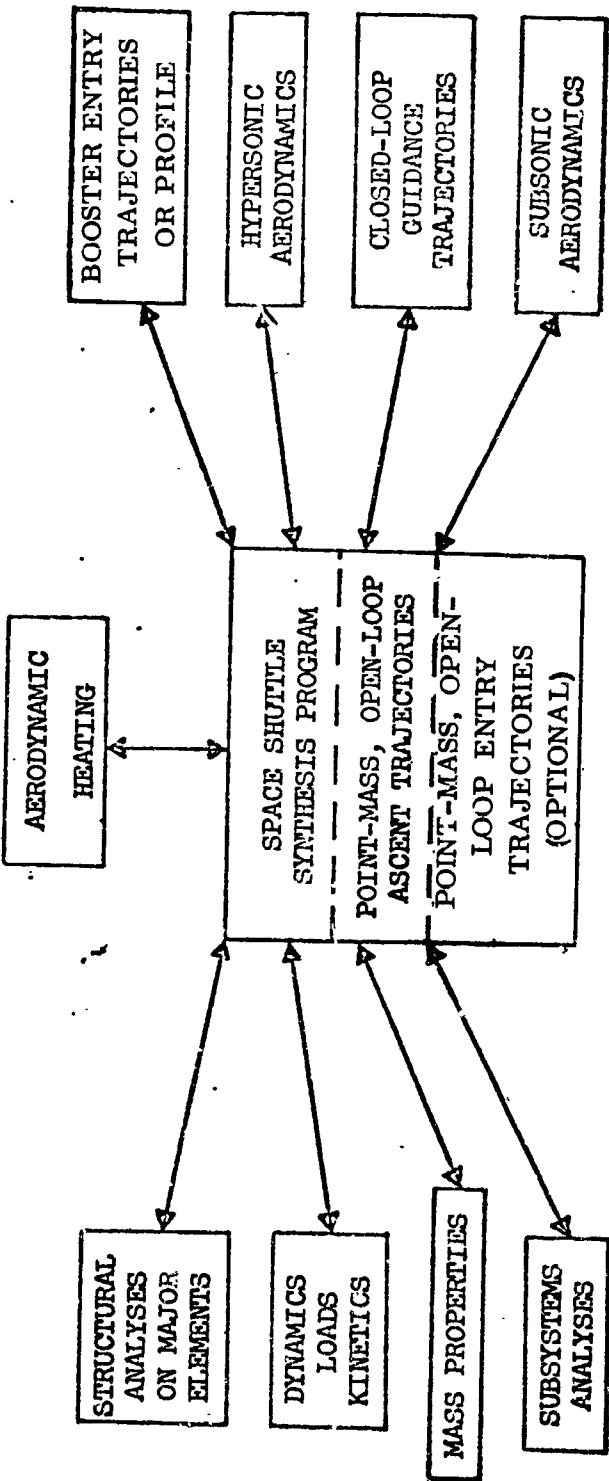 AERODYNAMIC
HEATING
STRUCTURAL
ANALYSES
ON MAJOR
ELEMENTS
DYNAMICS
LOADS
KINETICS
MASS PROPERTIES
SUBSYSTEMS
ANALYSES
SPACE SHUTTLE
SYNTHESIS PROGRAM
POINT-MASS, OPEN-LOOP
ASCENT TRAJECTORIES
POINT-MASS, OPEN-
LOOP ENTRY
TRAJECTORIES
(OPTIONAL)
BOOSTER ENTRY
TRAJECTORIES
OR PROFILE
HYPERSONIC
AERODYNAMICS
CLOSED-LOOP
GUIDANCE
TRAJECTORIES
SUBSONIC
AERODYNAMICS